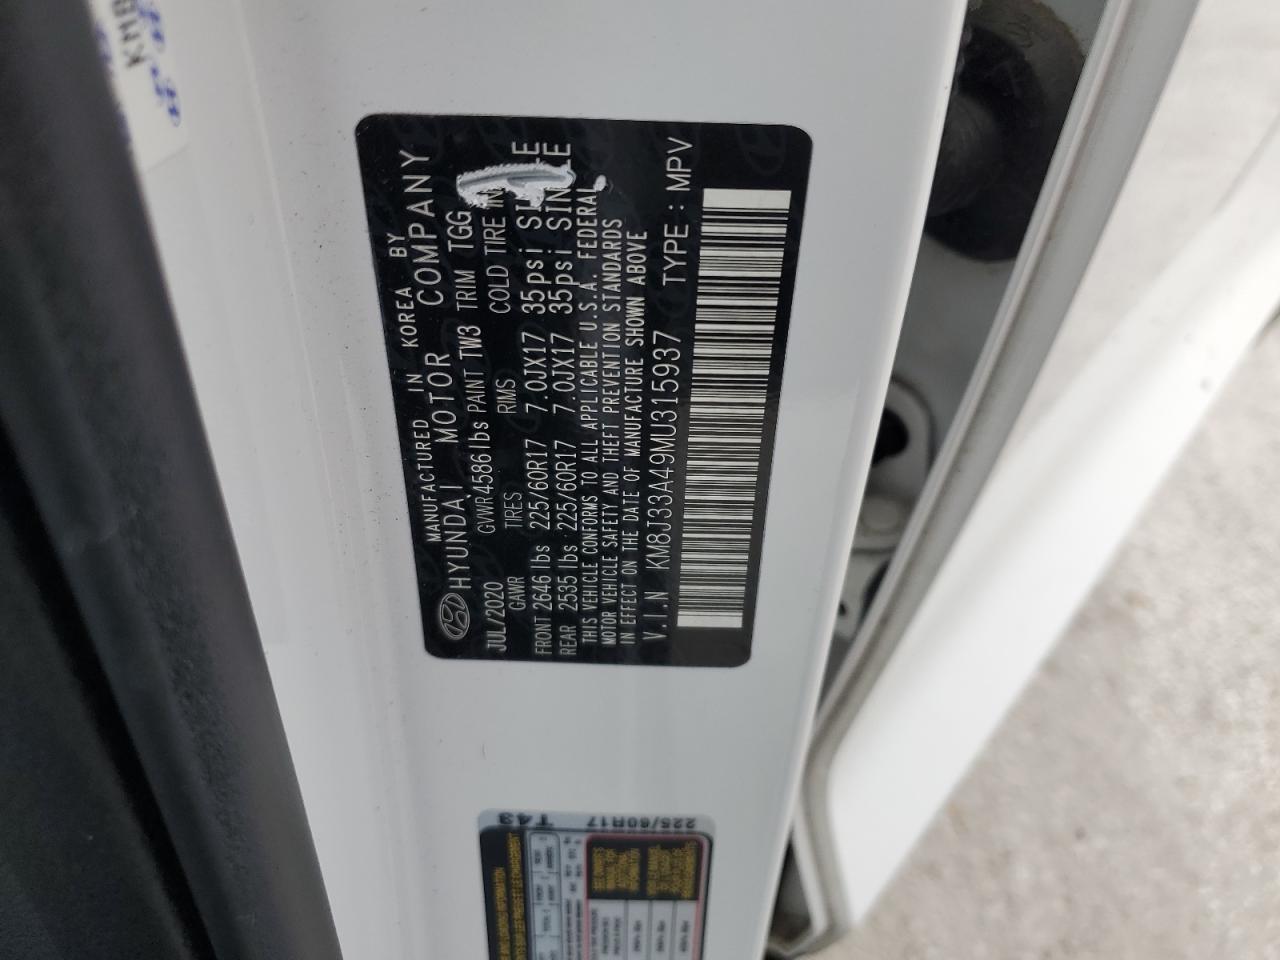 MANUFACTURED IN KOREA BY
HYUNDAI MOTOR COMPANY
JUL/2020 GVWR 4586 lbs PAINT TW3 TRIM TGG
GAWR TIRES RIMS COLD TIRE IN
FRONT 2646 lbs 225/60R17 7.0JX17 35psi
REAR 2535 lbs 225/60R17 7.0JX17 35psi
THIS VEHICLE CONFORMS TO ALL APPLICABLE U.S.A. FEDERAL
MOTOR VEHICLE SAFETY AND THEFT PREVENTION STANDARDS
IN EFFECT ON THE DATE OF MANUFACTURE SHOWN ABOVE
V.I.N KM8J33A49MU315937 TYPE : MPV
T43
225/60R17